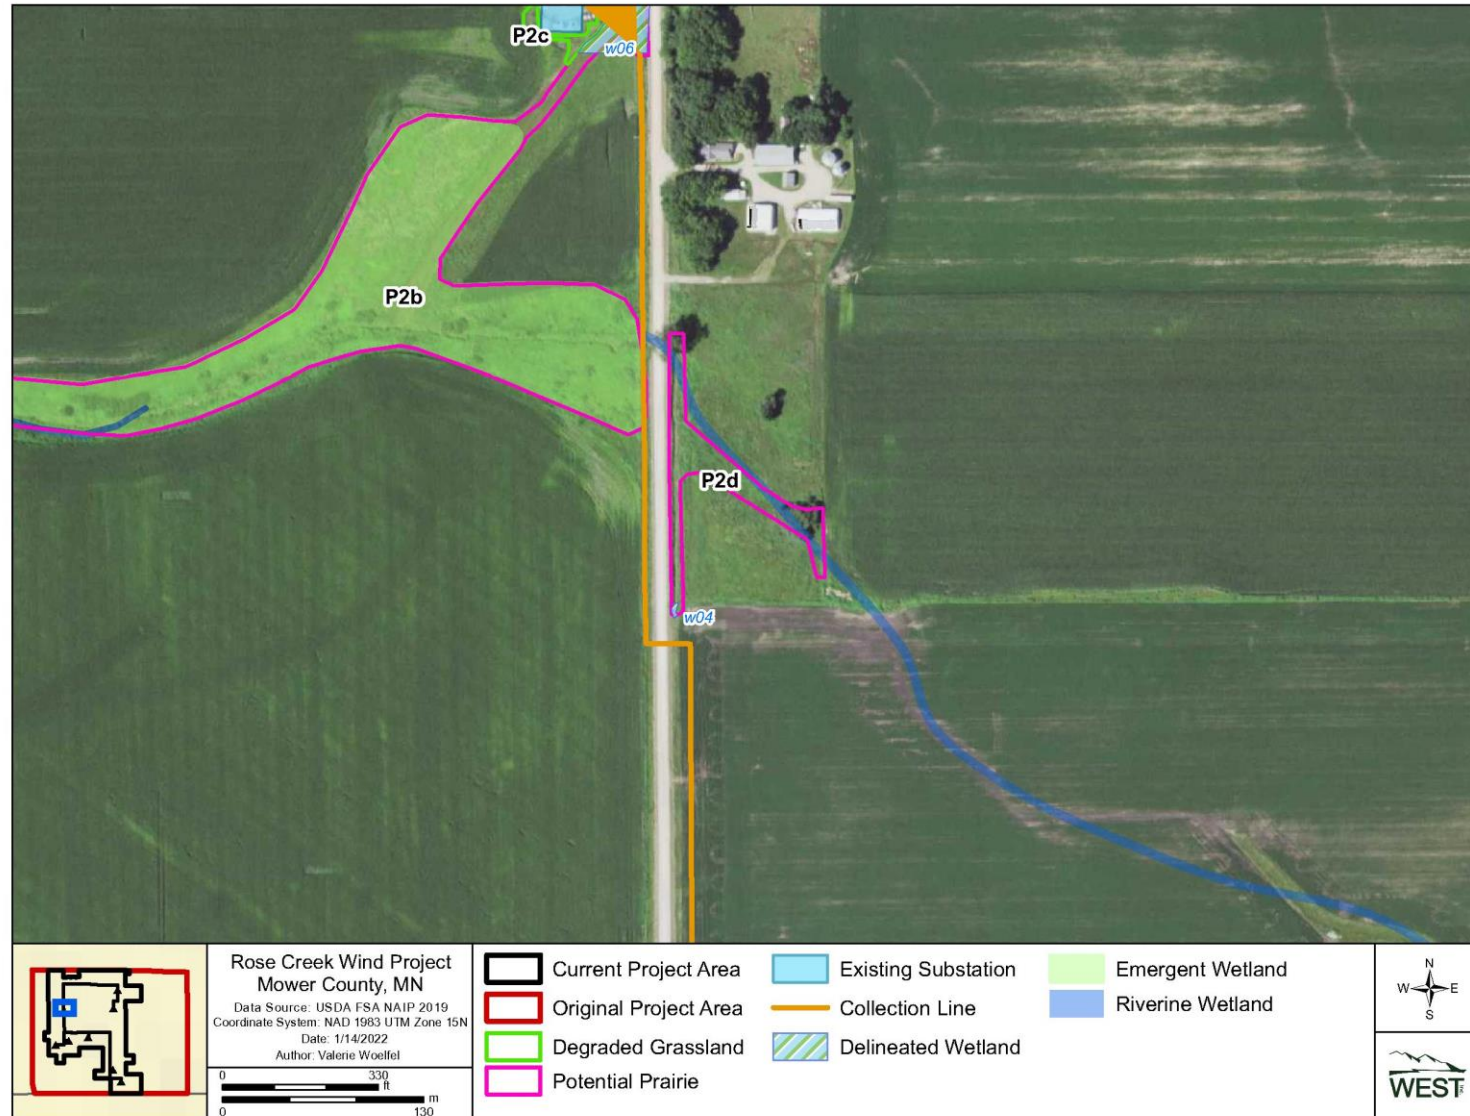 P2c
w06
P2b
P2d
w04
Rose Creek Wind Project
Mower County, MN
Data Source: USDA FSA NAIP 2019
Coordinate System: NAD 1983 UTM Zone 15N
Date: 1/14/2022
Author: Valerie Woelfel
0 330
ft
m
0 130
Current Project Area
Original Project Area
Degraded Grassland
Potential Prairie
Existing Substation
Collection Line
Delineated Wetland
Emergent Wetland
Riverine Wetland
N
W E
S
WEST